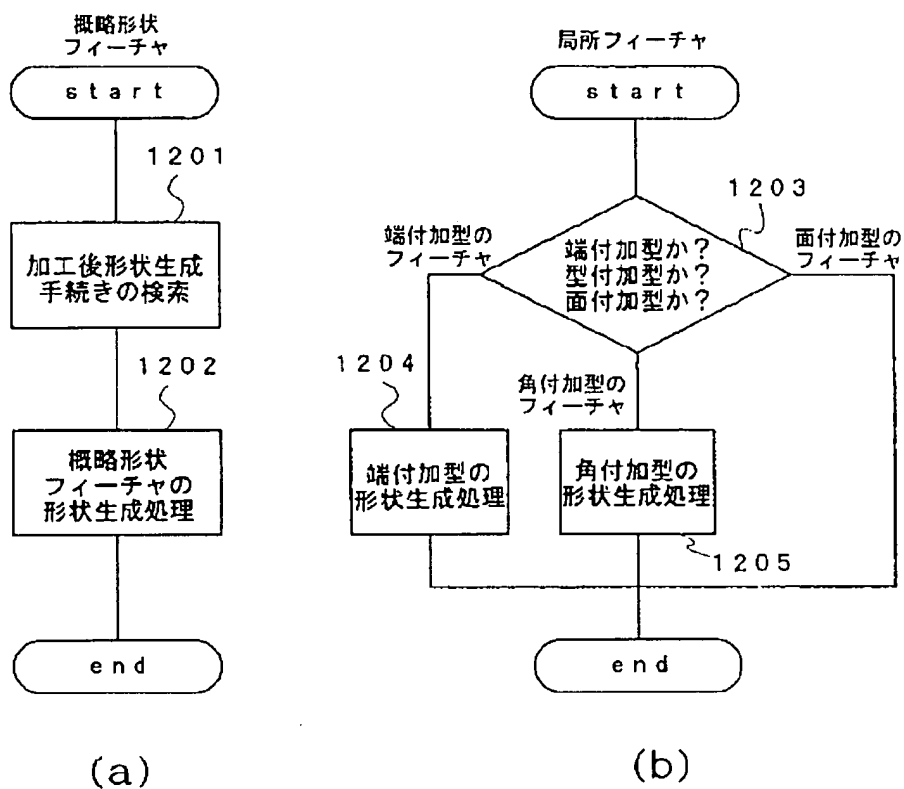 概略形状
フィーチャ
start
1201
加工後形状生成
手続きの検索
1202
概略形状
フィーチャの
形状生成処理
end
(a)
局所フィーチャ
start
1203
端付加型の
フィーチャ
端付加型か?
型付加型か?
面付加型か?
面付加型の
フィーチャ
1204
角付加型の
フィーチャ
端付加型の
形状生成処理
角付加型の
形状生成処理
1205
end
(b)